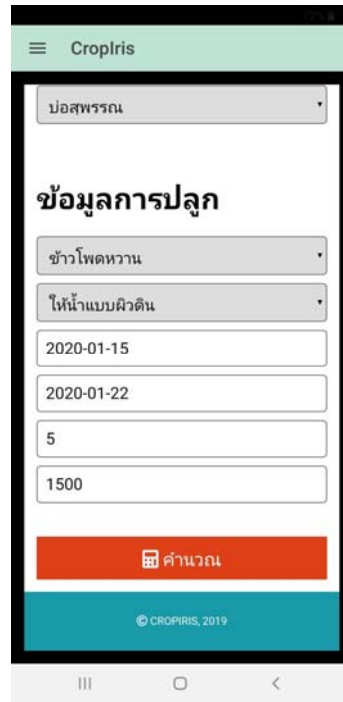 CropIris
บ่อสุพรรณ
ข้อมูลการปลูก
ข้าวโพดหวาน
ให้น้ำแบบผิวดิน
2020-01-15
2020-01-22
5
1500
คำนวณ
© CROPIRIS, 2019